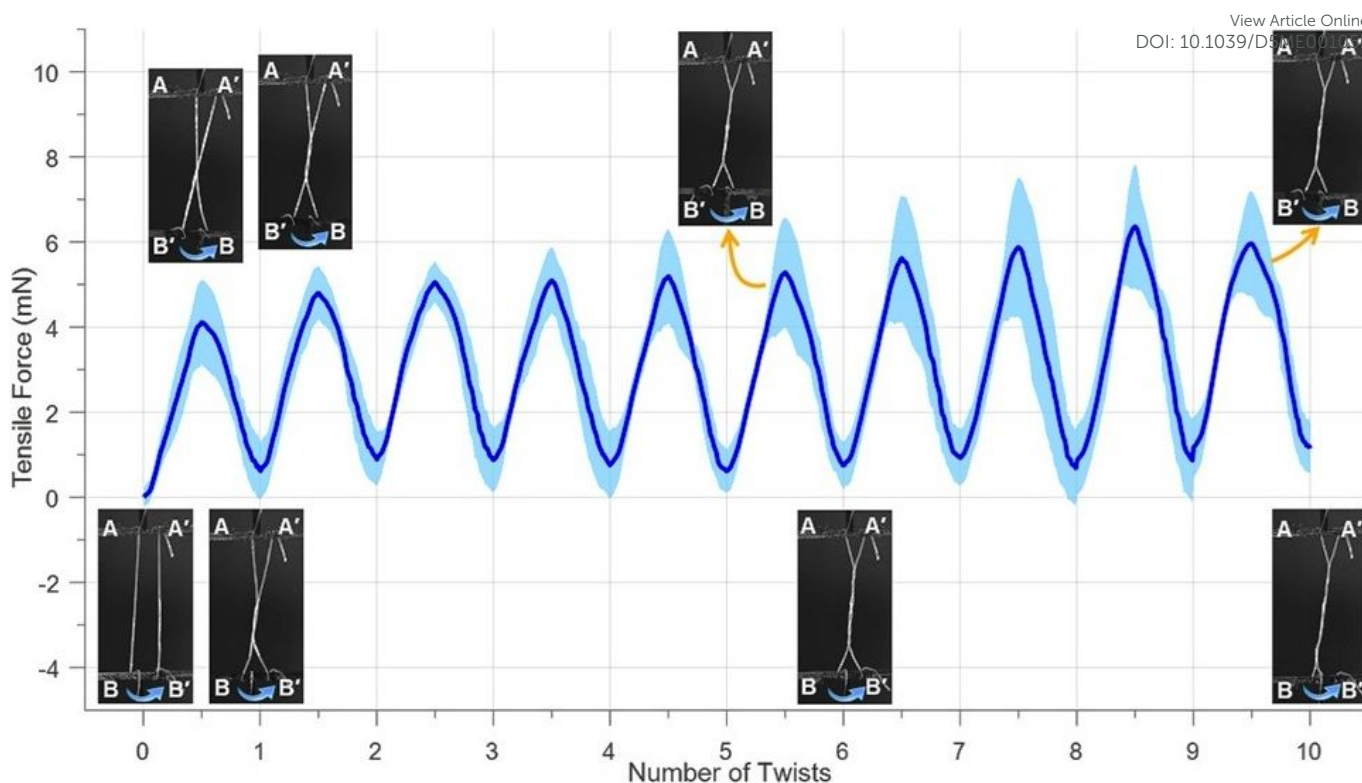 View Article Online
DOI: 10.1039/D5ME00105
10
8
6
4
2
0
-2
-4
Tensile Force (mN)
A A'
B' B
A A'
B' B
A A'
B' B
A A'
B' B
A A'
B B'
A A'
B B'
A A'
B B'
A A'
B B'
0 1 2 3 4 5 6 7 8 9 10
Number of Twists